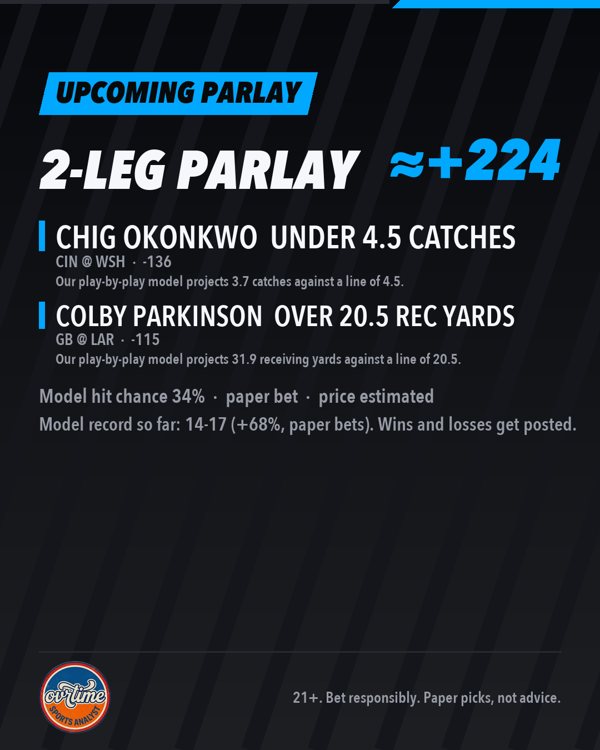 UPCOMING PARLAY
2-LEG PARLAY ≈+224
CHIG OKONKWO UNDER 4.5 CATCHES
CIN @ WSH · -136
Our play-by-play model projects 3.7 catches against a line of 4.5.
COLBY PARKINSON OVER 20.5 REC YARDS
GB @ LAR · -115
Our play-by-play model projects 31.9 receiving yards against a line of 20.5.
Model hit chance 34% · paper bet · price estimated
Model record so far: 14-17 (+68%, paper bets). Wins and losses get posted.
ovrtime
SPORTS ANALYST
21+. Bet responsibly. Paper picks, not advice.